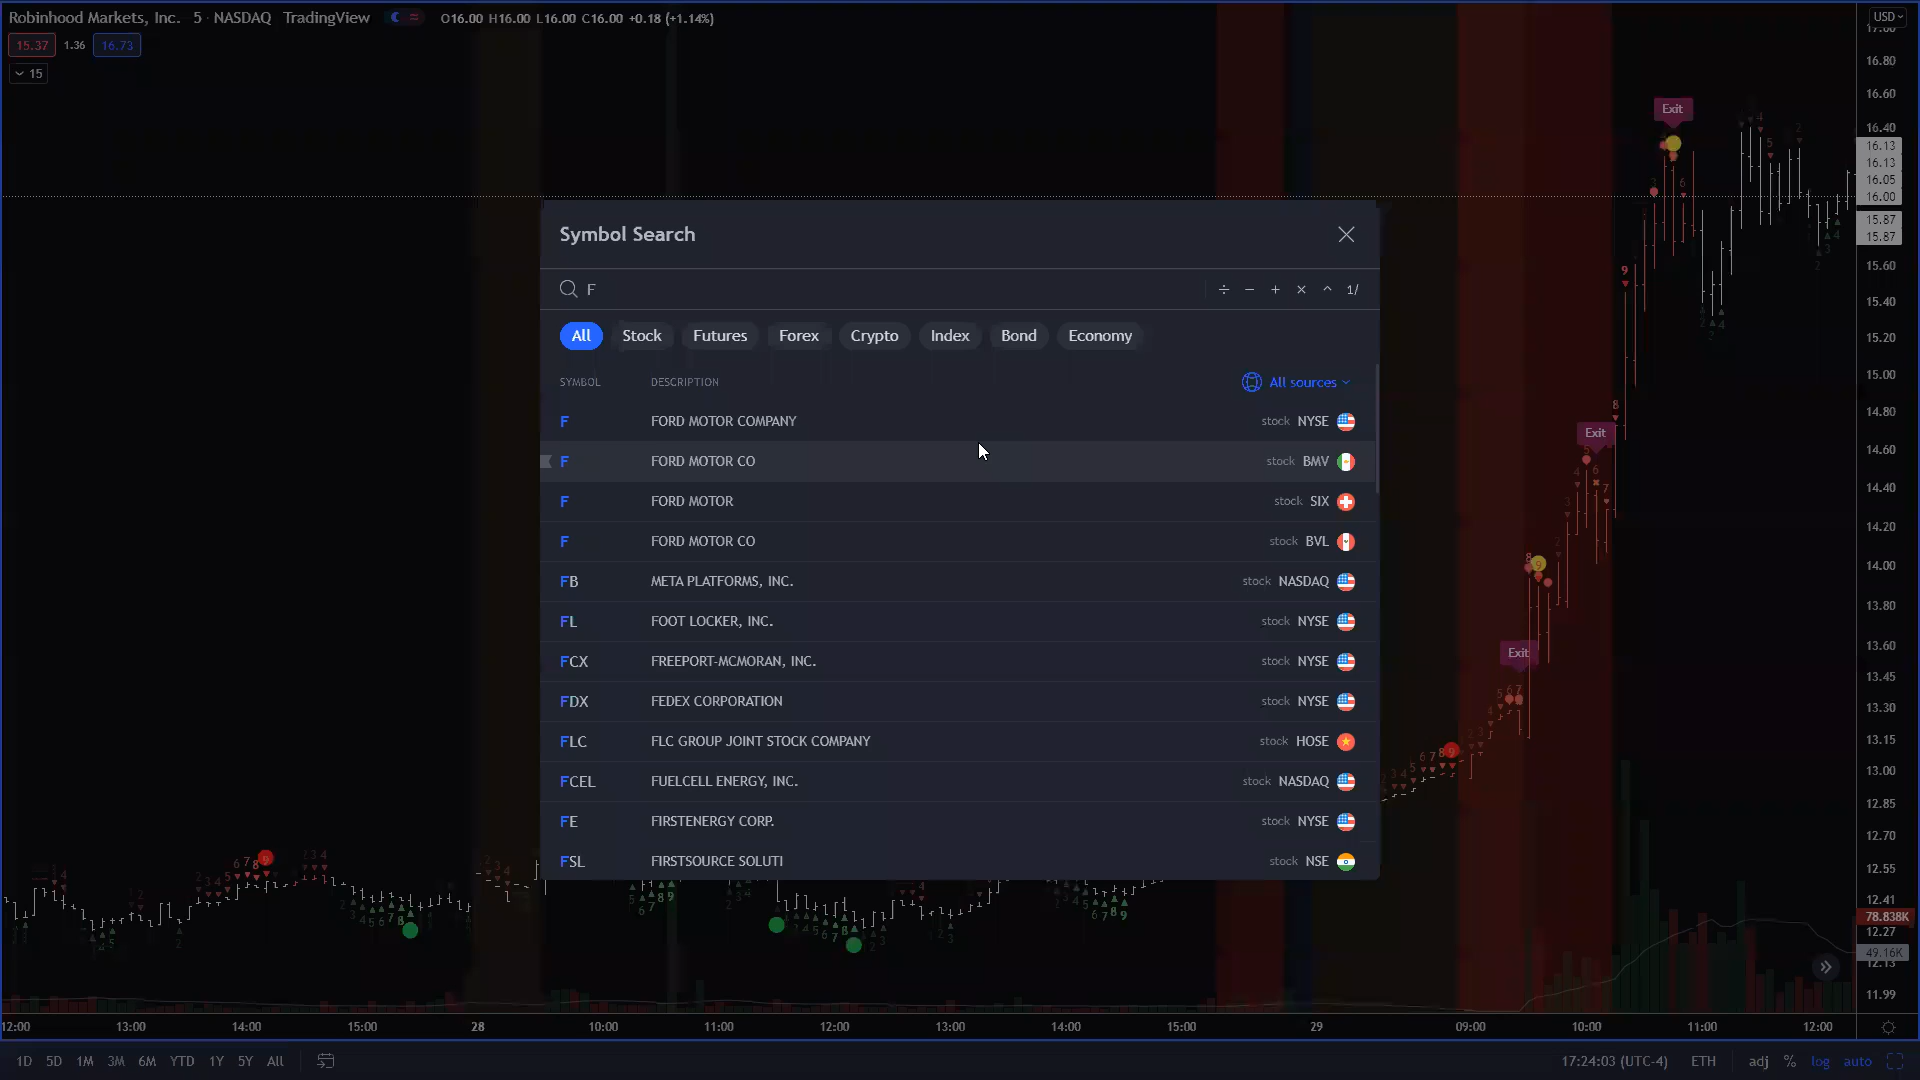 Robinhood Markets, Inc. 5 · NASDAQ TradingView O16.00 H16.00 L16.00 C16.00 +0.18 (+1.14%)
USD
15.37 1.36 16.73
15
Symbol Search
F
÷ − + × ^ 1/
All Stock Futures Forex Crypto Index Bond Economy
SYMBOL DESCRIPTION All sources
F FORD MOTOR COMPANY stock NYSE
F FORD MOTOR CO stock BMV
F FORD MOTOR stock SIX
F FORD MOTOR CO stock BVL
FB META PLATFORMS, INC. stock NASDAQ
FL FOOT LOCKER, INC. stock NYSE
FCX FREEPORT-MCMORAN, INC. stock NYSE
FDX FEDEX CORPORATION stock NYSE
FLC FLC GROUP JOINT STOCK COMPANY stock HOSE
FCEL FUELCELL ENERGY, INC. stock NASDAQ
FE FIRSTENERGY CORP. stock NYSE
FSL FIRSTSOURCE SOLUTI stock NSE
Exit
Exit
Exit
17.00
16.80
16.60
16.40
16.13
16.13
16.05
16.00
15.87
15.87
15.60
15.40
15.20
15.00
14.80
14.60
14.40
14.20
14.00
13.80
13.60
13.45
13.30
13.15
13.00
12.85
12.70
12.55
12.41
78.838K
12.27
49.16K
12.13
11.99
12:00 13:00 14:00 15:00 28 10:00 11:00 12:00 13:00 14:00 15:00 29 09:00 10:00 11:00 12:00
1D 5D 1M 3M 6M YTD 1Y 5Y All 17:24:03 (UTC-4) ETH adj % log auto